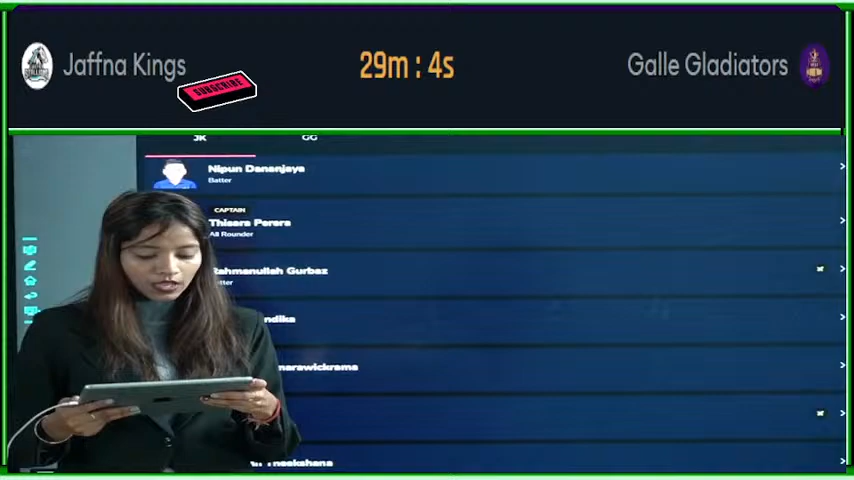 Jaffna Kings
SUBSCRIBE
29m : 4s
Galle Gladiators
JK
GG
Nipun Dananjaya
Batter
CAPTAIN
Thisara Perera
All Rounder
Rahmanullah Gurbaz